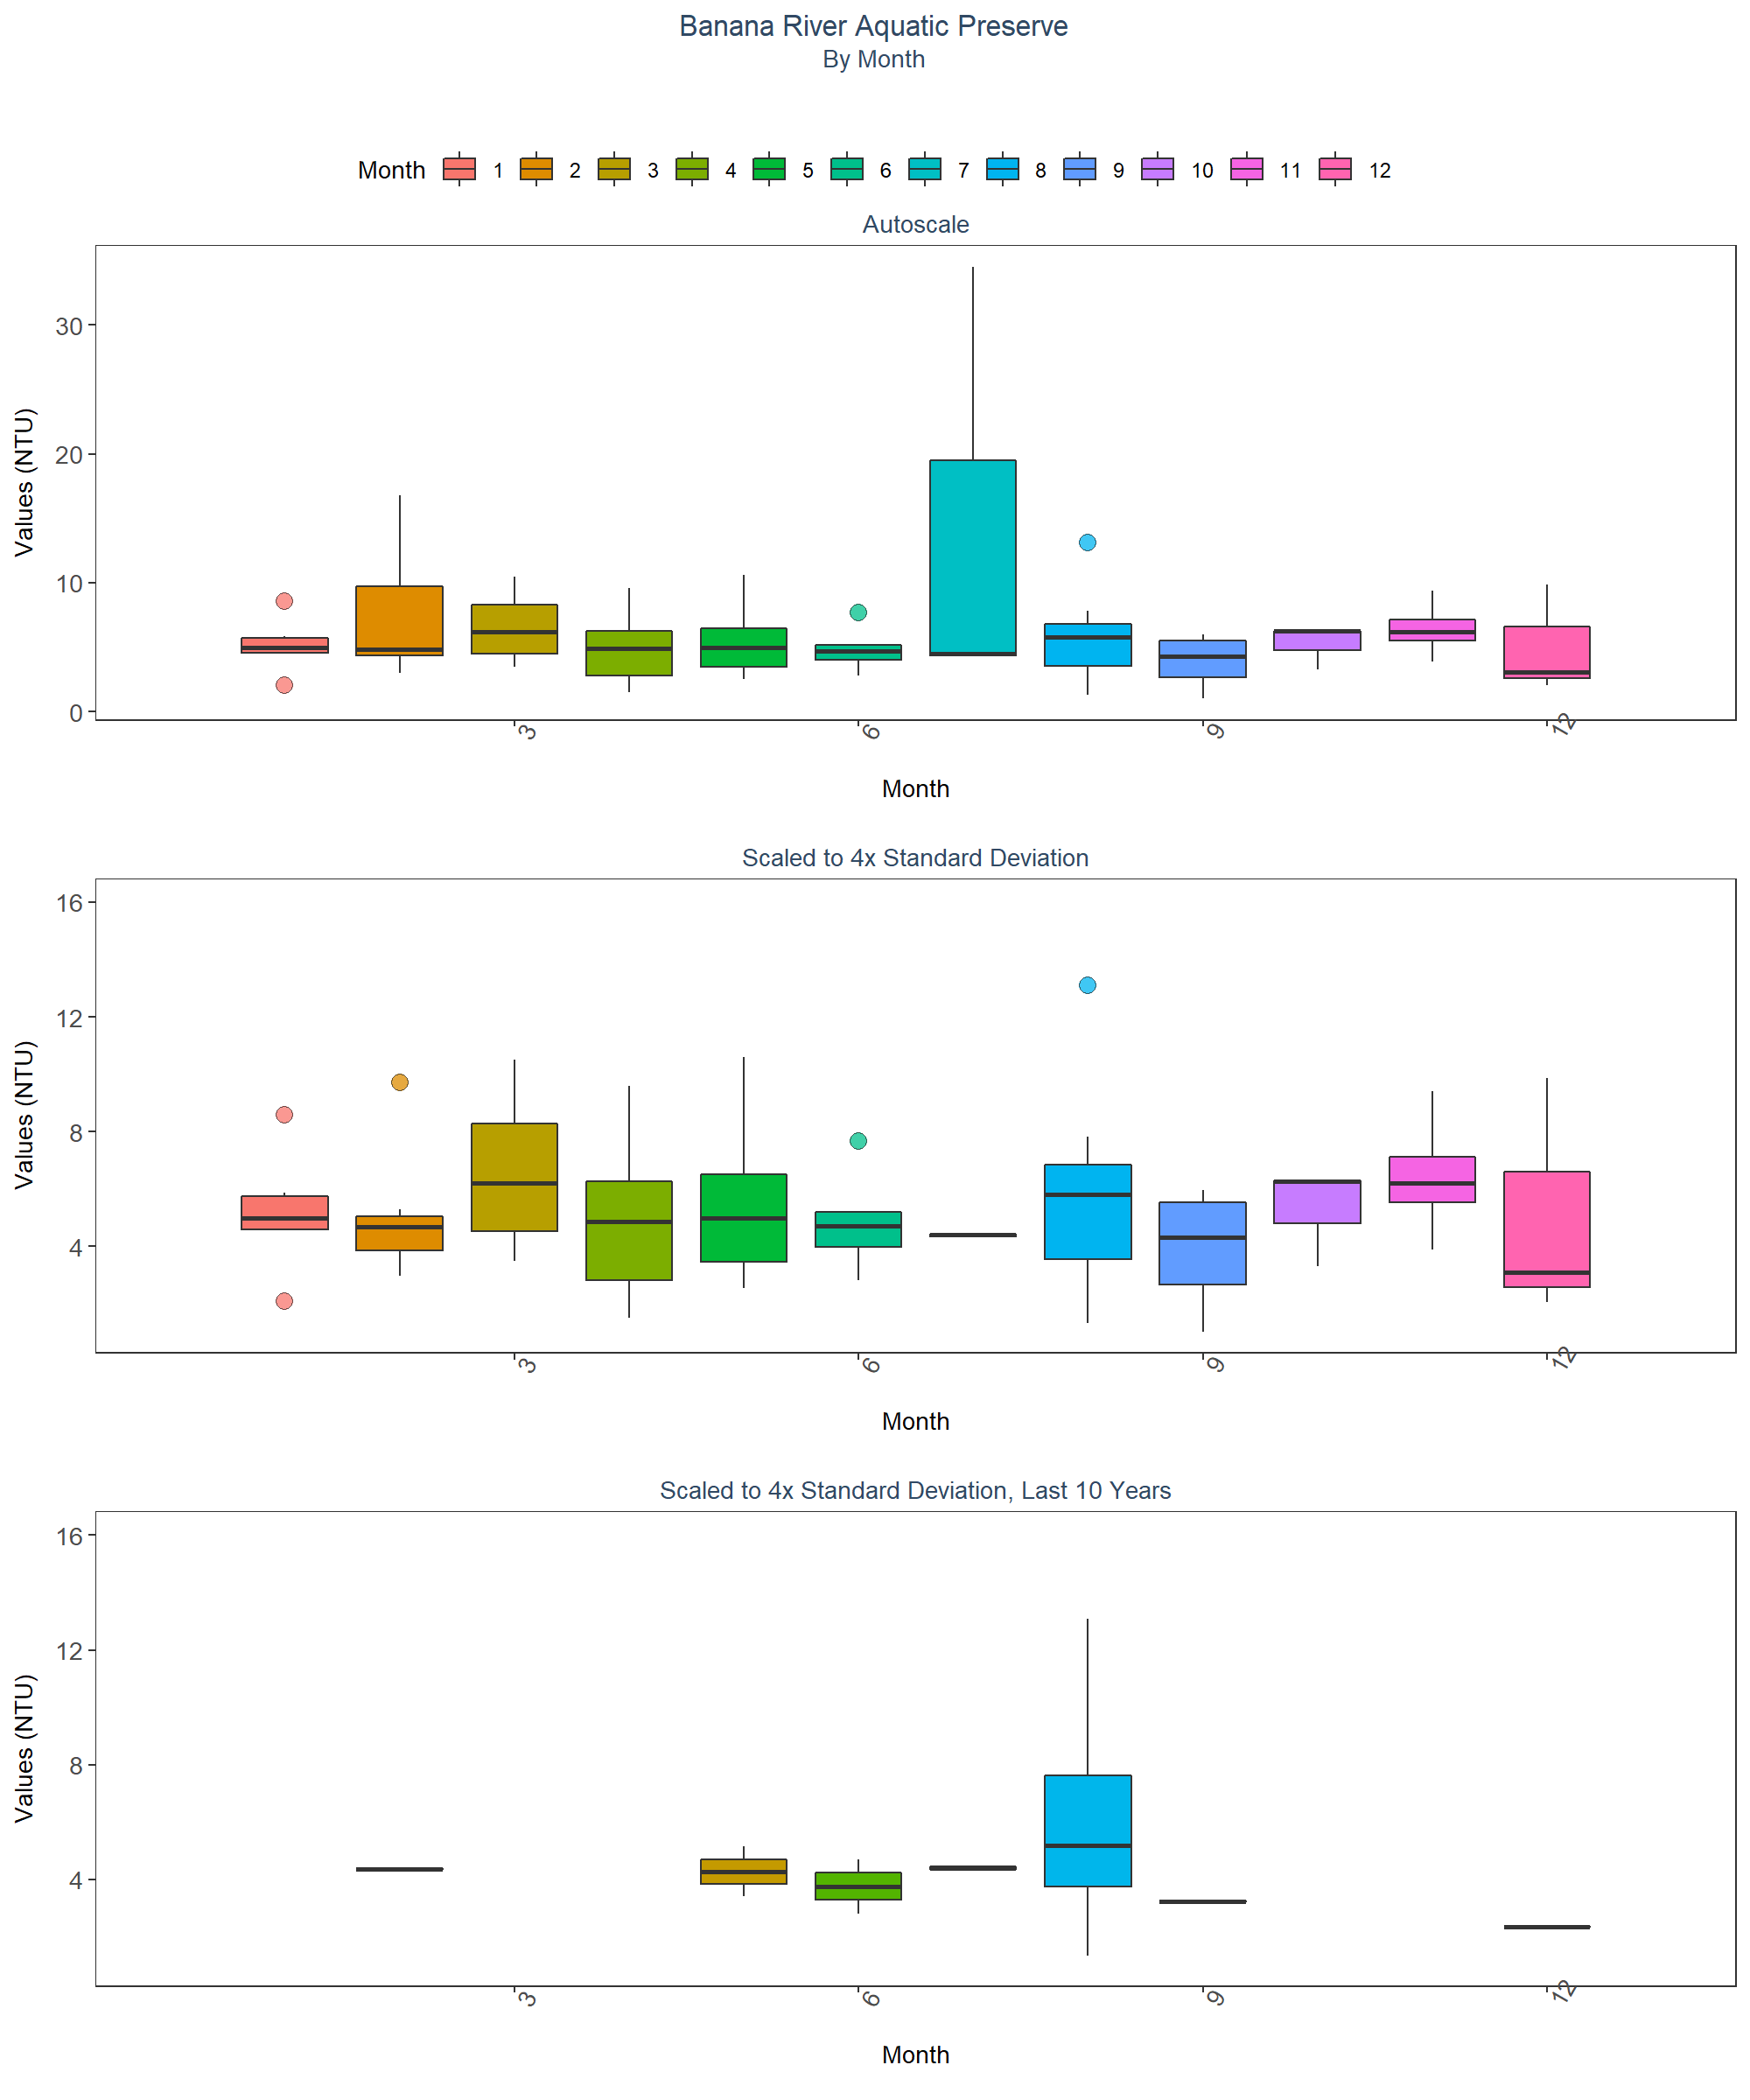 Banana River Aquatic Preserve
By Month
Month 1 2 3 4 5 6 7 8 9 10 11 12
Autoscale
Values (NTU)
30
20
10
0
3 6 9 12
Month
Scaled to 4x Standard Deviation
Values (NTU)
16
12
8
4
3 6 9 12
Month
Scaled to 4x Standard Deviation, Last 10 Years
Values (NTU)
16
12
8
4
3 6 9 12
Month